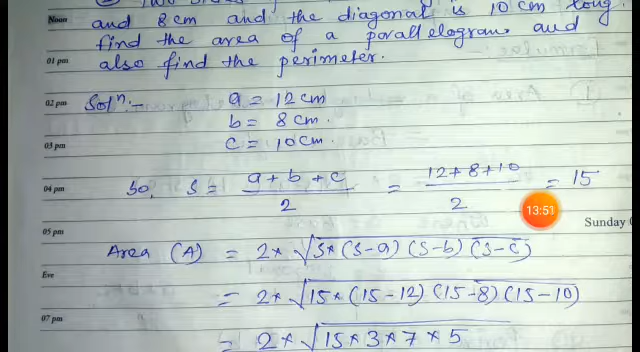 Noon and 8 cm and the diagonal is 10 cm long.
find the area of a parallelogram and
01 pm also find the perimeter.
02 pm Solⁿ:- a = 12 cm
b = 8 cm.
03 pm c = 10 cm.
04 pm So, S = a + b + c / 2 = 12 + 8 + 10 / 2 = 15
13:51
Sunday
05 pm Area (A) = 2 * √S * (S - a) (S - b) (S - c)
Eve = 2 * √15 * (15 - 12) (15 - 8) (15 - 10)
07 pm = 2 * √15 * 3 * 7 * 5